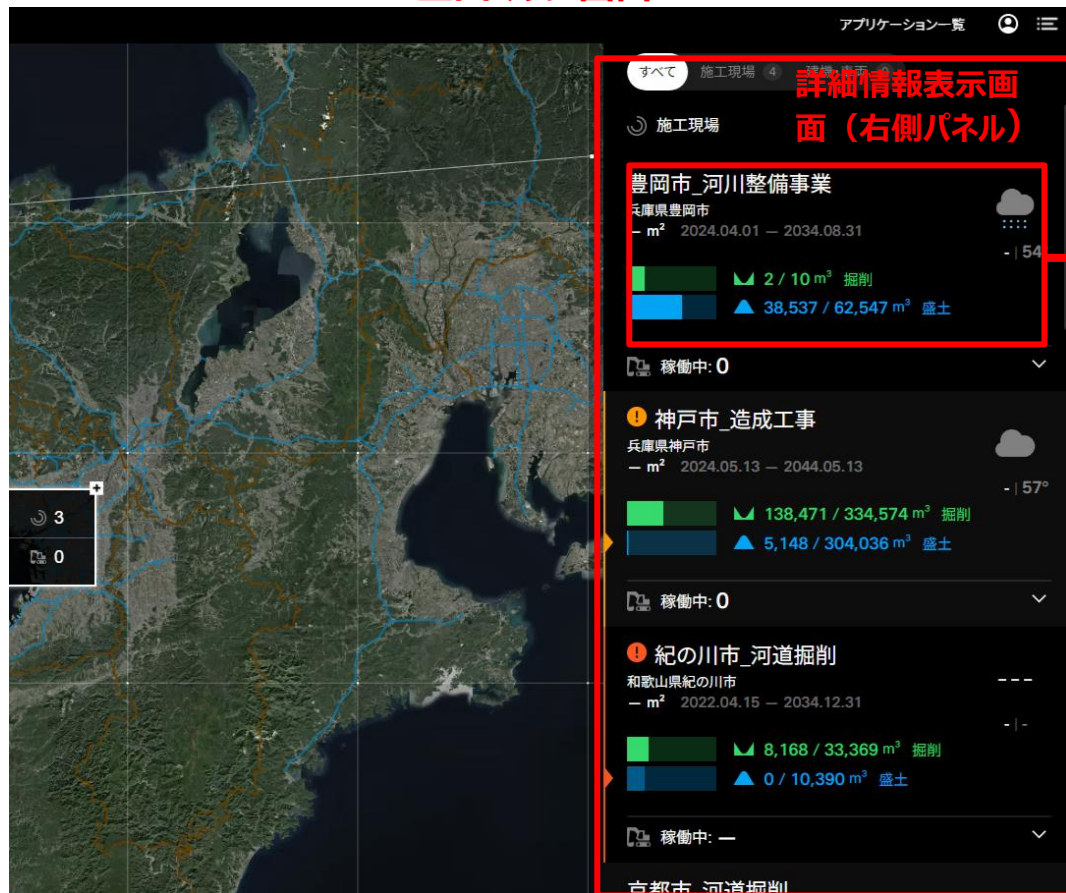 アプリケーション一覧
すべて 施工現場 4
詳細情報表示画
面（右側パネル）
施工現場
豊岡市_河川整備事業
兵庫県豊岡市
— m² 2024.04.01 — 2034.08.31
- | 54
2 / 10 m³ 掘削
38,537 / 62,547 m³ 盛土
稼働中: 0
神戸市_造成工事
兵庫県神戸市
— m² 2024.05.13 — 2044.05.13
- | 57°
138,471 / 334,574 m³ 掘削
5,148 / 304,036 m³ 盛土
3
0
稼働中: 0
紀の川市_河道掘削
和歌山県紀の川市
---
— m² 2022.04.15 — 2034.12.31
- | -
8,168 / 33,369 m³ 掘削
0 / 10,390 m³ 盛土
稼働中: —
京都市_河道掘削